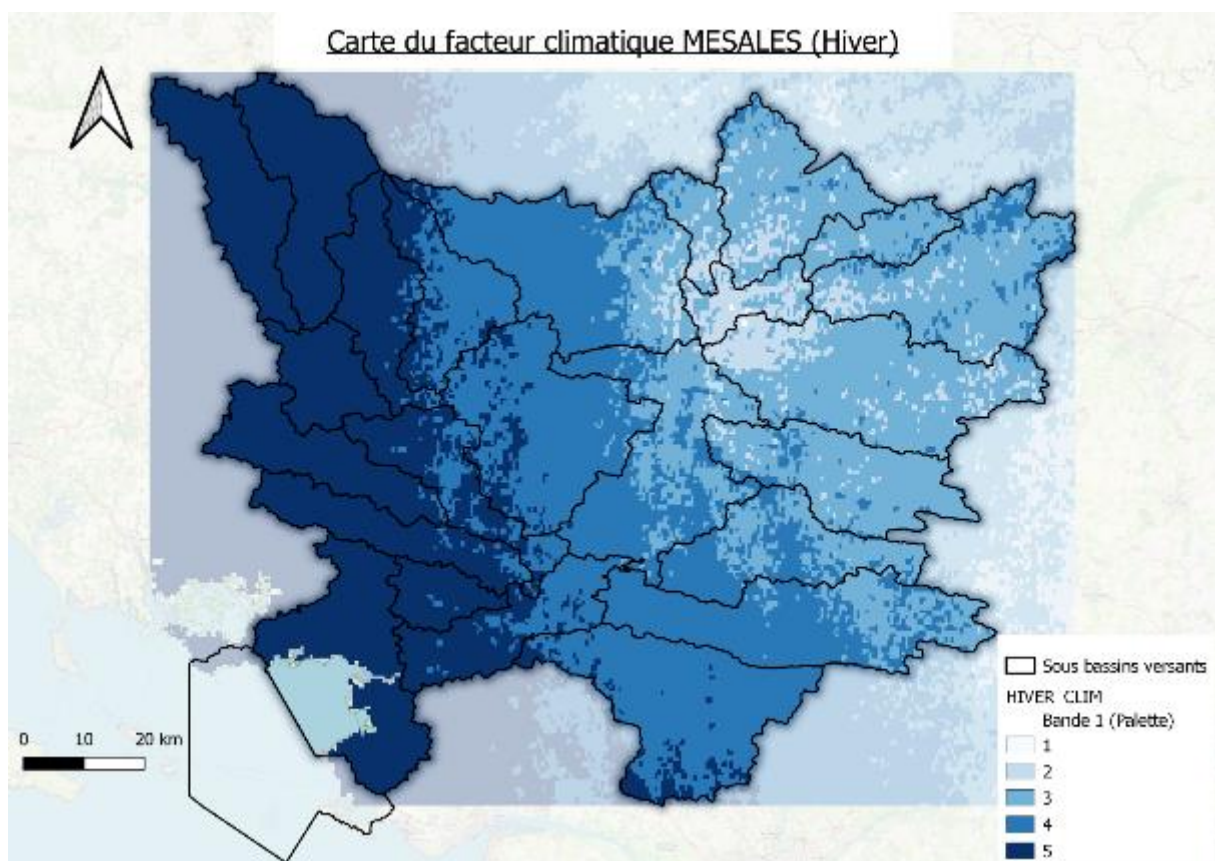 Carte du facteur climatique MESALES (Hiver)
0 10 20 km
Sous bassins versants
HIVER CLIM
Bande 1 (Palette)
1
2
3
4
5